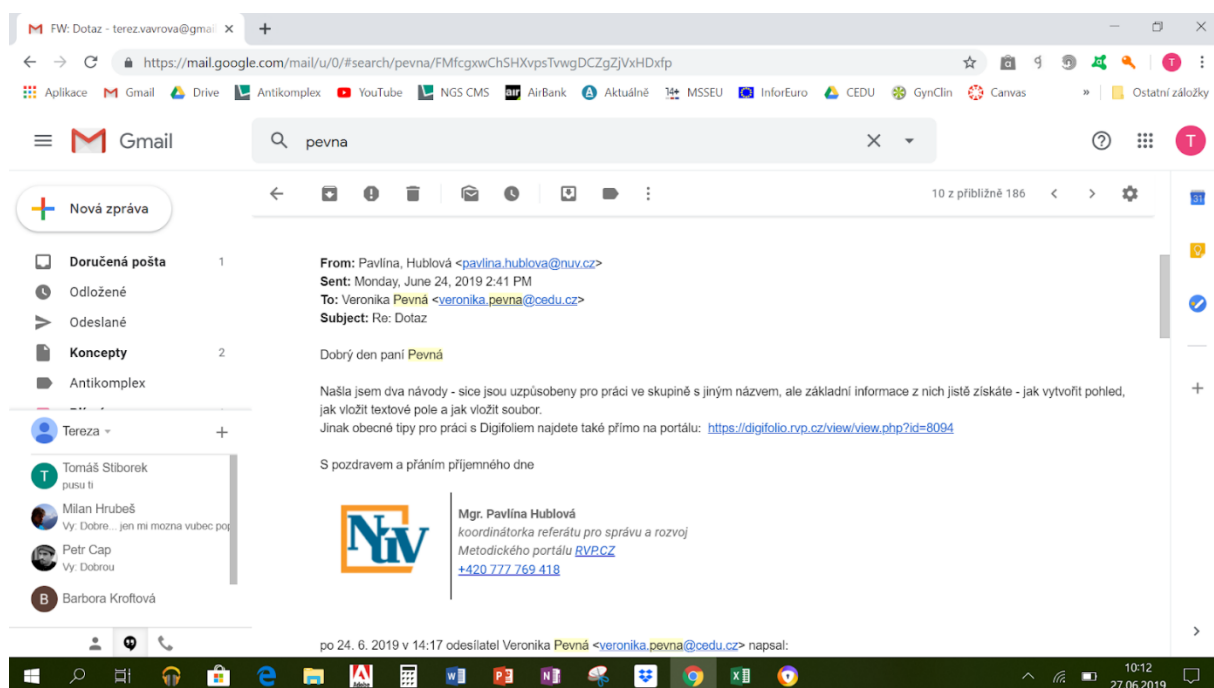 FW: Dotaz - terez.vavrova@gmai
https://mail.google.com/mail/u/0/#search/pevna/FMfcgxwChSHXvpsTvwgDCZgZjVxHDxfp
Aplikace Gmail Drive Antikomplex YouTube NGS CMS AirBank Aktuálně MSSEU InforEuro CEDU GynClin Canvas » Ostatní záložky
Gmail pevna T
Nová zpráva 10 z přibližně 186 31
Doručená pošta 1
Odložené
Odeslané
Koncepty 2
Antikomplex
Tereza
Tomáš Stiborek
pusu ti
Milan Hrubeš
Vy: Dobre... jen mi mozna vubec pop
Petr Cap
Vy: Dobrou
Barbora Kroftová
From: Pavlína, Hublová <pavlina.hublova@nuv.cz>
Sent: Monday, June 24, 2019 2:41 PM
To: Veronika Pevná <veronika.pevna@cedu.cz>
Subject: Re: Dotaz
Dobrý den paní Pevná
Našla jsem dva návody - sice jsou uzpůsobeny pro práci ve skupině s jiným názvem, ale základní informace z nich jistě získáte - jak vytvořit pohled,
jak vložit textové pole a jak vložit soubor.
Jinak obecné tipy pro práci s Digifoliem najdete také přímo na portálu: https://digifolio.rvp.cz/view/view.php?id=8094
S pozdravem a přáním příjemného dne
NÚV
Mgr. Pavlína Hublová
koordinátorka referátu pro správu a rozvoj
Metodického portálu RVP.CZ
+420 777 769 418
po 24. 6. 2019 v 14:17 odesílatel Veronika Pevná <veronika.pevna@cedu.cz> napsal:
10:12
27.06.2019